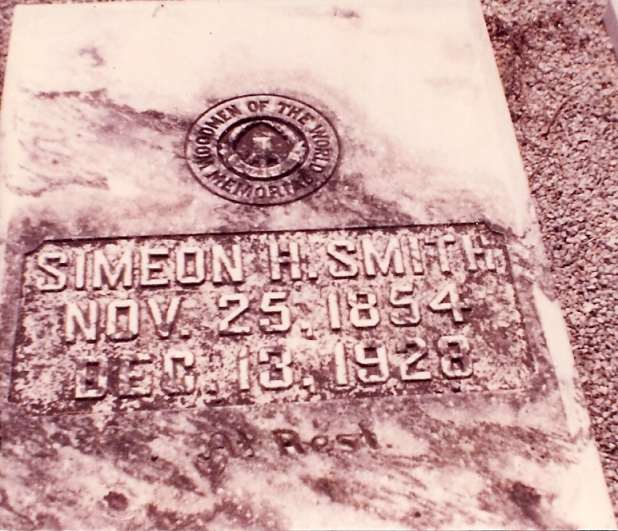 WOODMEN OF THE WORLD
MEMORIAL
SIMEON H. SMITH
NOV. 25, 1854
DEC. 13, 1928
At Rest.